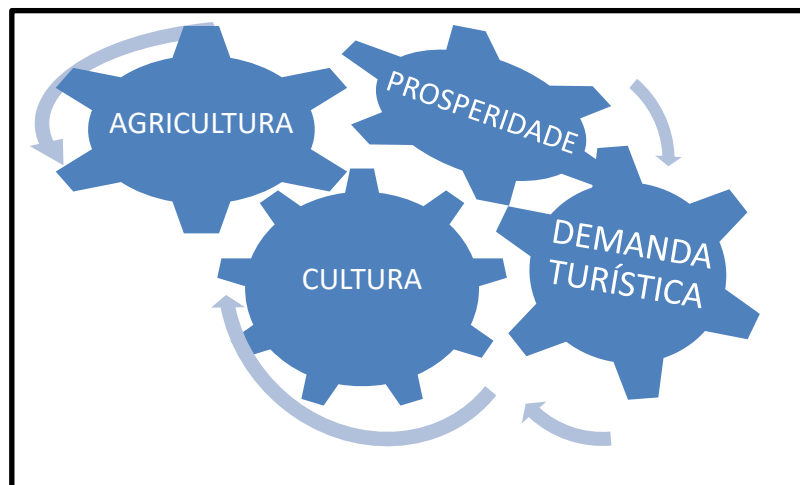 AGRICULTURA
PROSPERIDADE
CULTURA
DEMANDA
TURÍSTICA